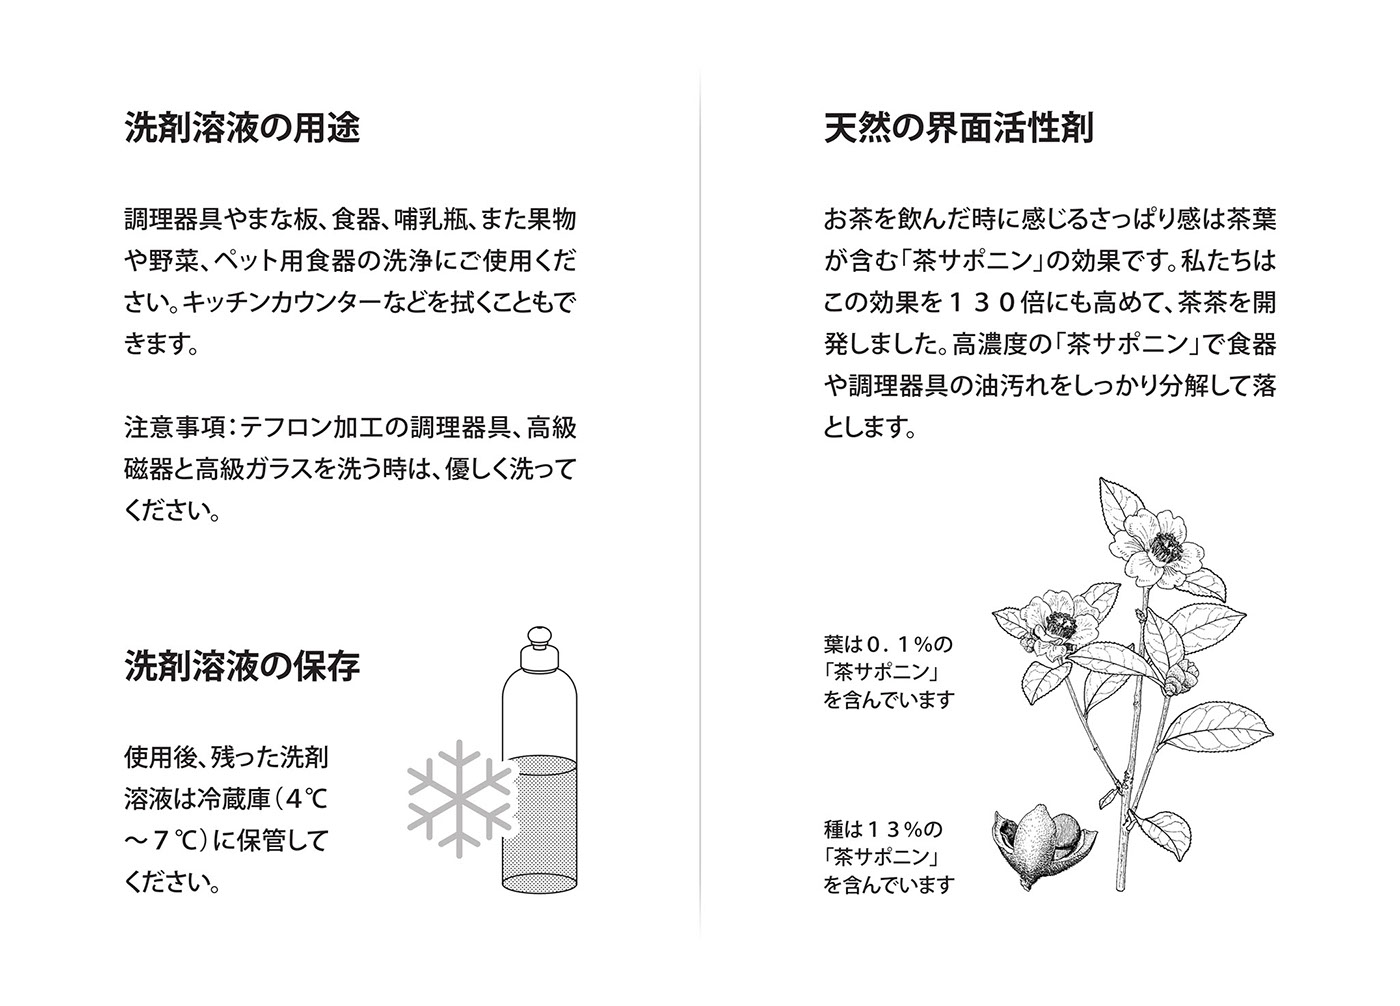 洗剤溶液の用途
調理器具やまな板、食器、哺乳瓶、また果物
や野菜、ペット用食器の洗浄にご使用くだ
さい。キッチンカウンターなどを拭くこともで
きます。
注意事項：テフロン加工の調理器具、高級
磁器と高級ガラスを洗う時は、優しく洗って
ください。
洗剤溶液の保存
使用後、残った洗剤
溶液は冷蔵庫（４℃
～７℃）に保管して
ください。
天然の界面活性剤
お茶を飲んだ時に感じるさっぱり感は茶葉
が含む「茶サポニン」の効果です。私たちは
この効果を１３０倍にも高めて、茶茶を開
発しました。高濃度の「茶サポニン」で食器
や調理器具の油汚れをしっかり分解して落
とします。
葉は０．１％の
「茶サポニン」
を含んでいます
種は１３％の
「茶サポニン」
を含んでいます